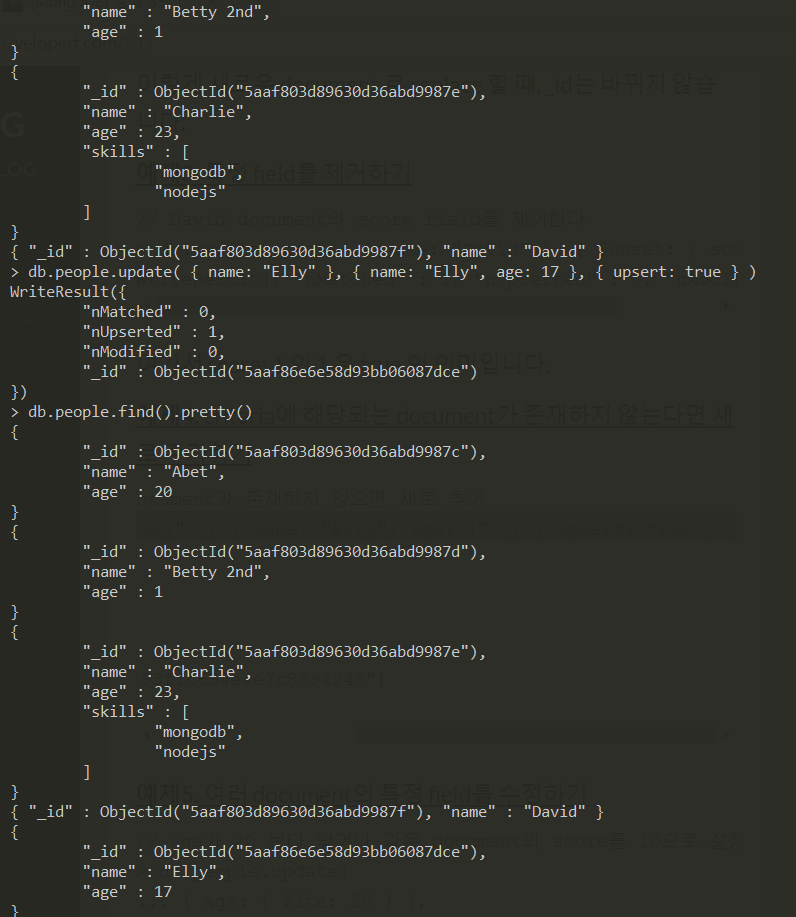 "name" : "Betty 2nd",
"age" : 1
}
{
"_id" : ObjectId("5aaf803d89630d36abd9987e"),
"name" : "Charlie",
"age" : 23,
"skills" : [
"mongodb",
"nodejs"
]
}
{ "_id" : ObjectId("5aaf803d89630d36abd9987f"), "name" : "David" }
> db.people.update( { name: "Elly" }, { name: "Elly", age: 17 }, { upsert: true } )
WriteResult({
"nMatched" : 0,
"nUpserted" : 1,
"nModified" : 0,
"_id" : ObjectId("5aaf86e6e58d93bb06087dce")
})
> db.people.find().pretty()
{
"_id" : ObjectId("5aaf803d89630d36abd9987c"),
"name" : "Abet",
"age" : 20
}
{
"_id" : ObjectId("5aaf803d89630d36abd9987d"),
"name" : "Betty 2nd",
"age" : 1
}
{
"_id" : ObjectId("5aaf803d89630d36abd9987e"),
"name" : "Charlie",
"age" : 23,
"skills" : [
"mongodb",
"nodejs"
]
}
{ "_id" : ObjectId("5aaf803d89630d36abd9987f"), "name" : "David" }
{
"_id" : ObjectId("5aaf86e6e58d93bb06087dce"),
"name" : "Elly",
"age" : 17
}